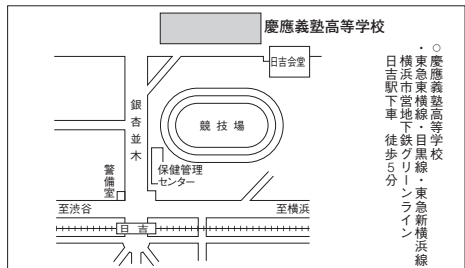 慶應義塾高等学校
日吉会堂
銀杏並木
競技場
保健管理
センター
警備室
至渋谷
至横浜
日吉
○慶應義塾高等学校
・東急東横線・目黒線・東急新横浜線
横浜市営地下鉄グリーンライン
日吉駅下車 徒歩5分